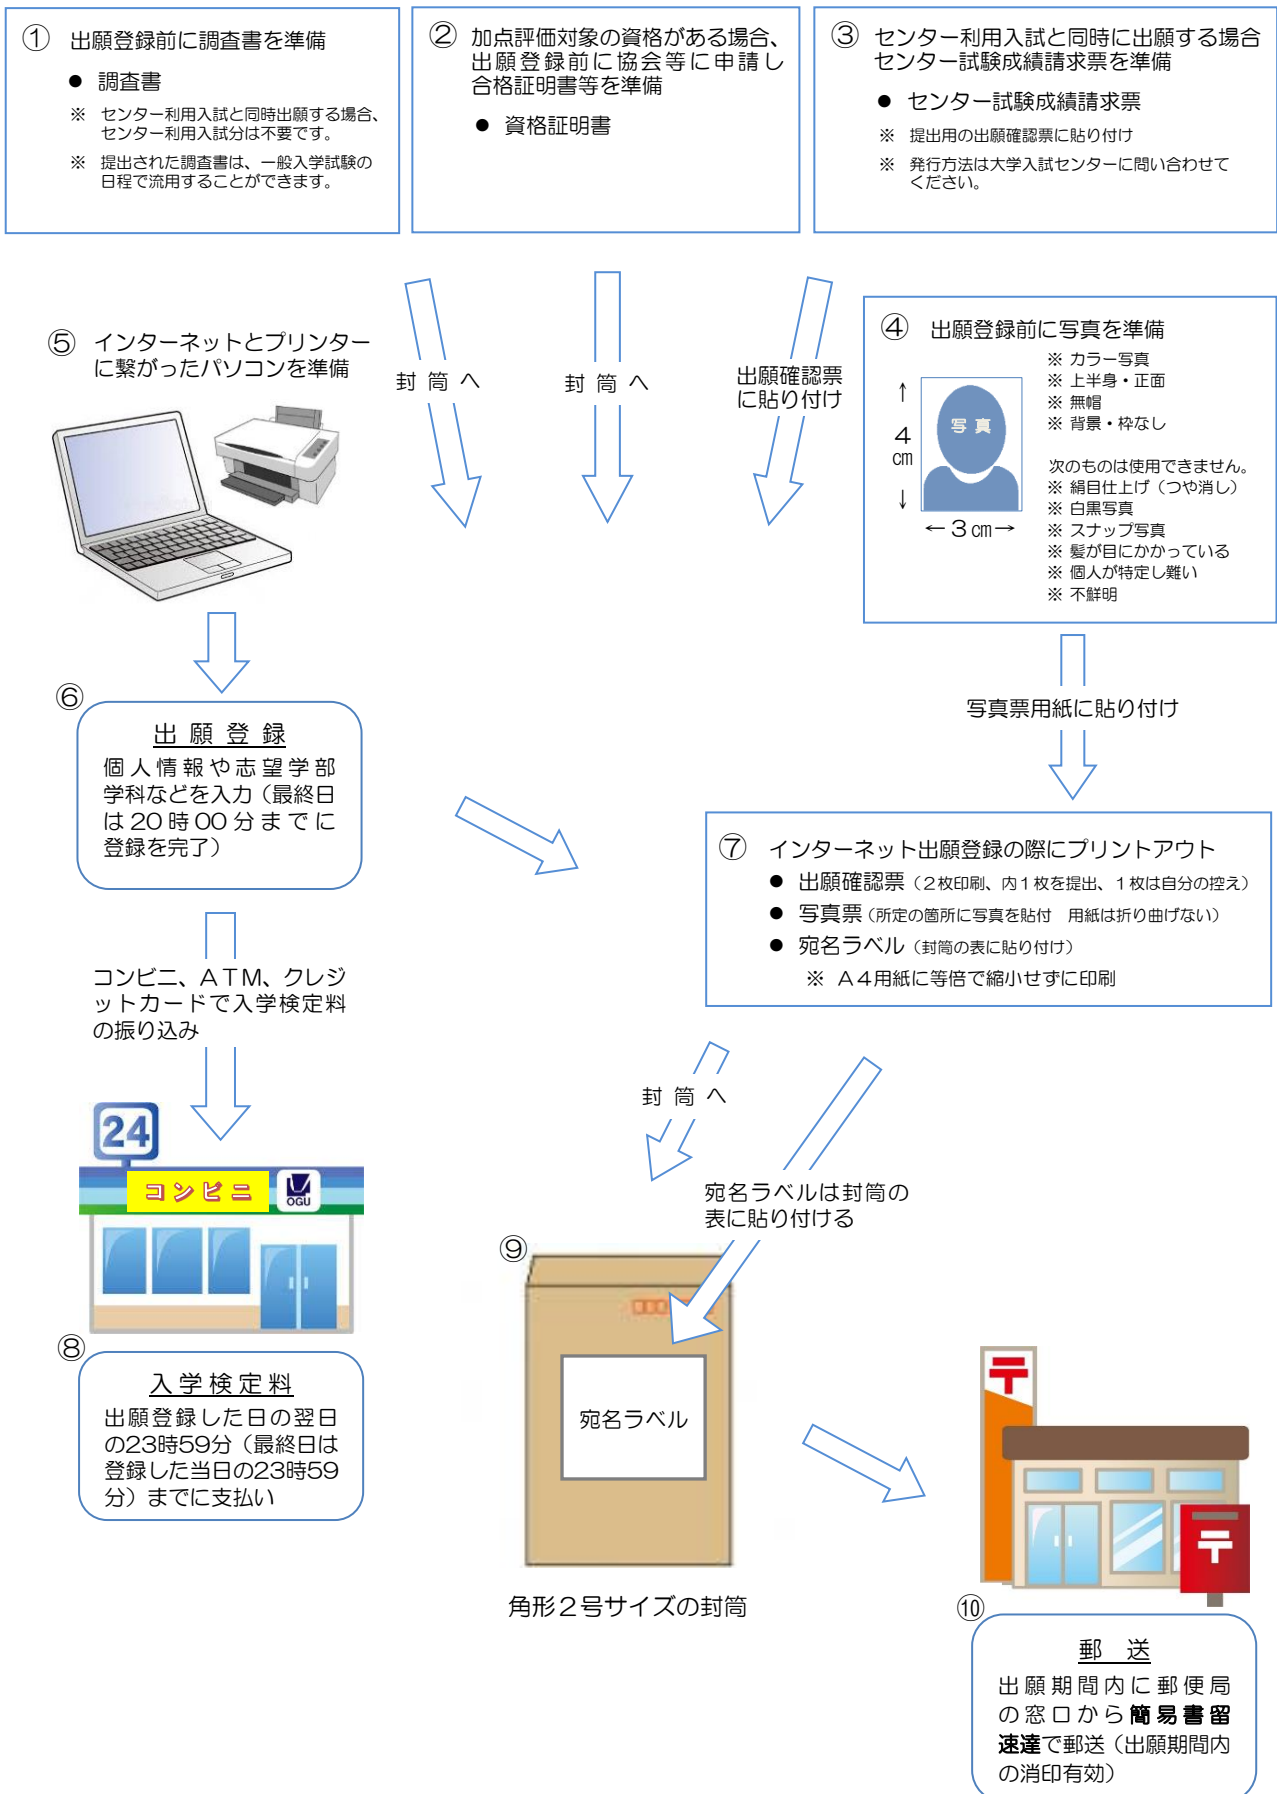 ① 出願登録前に調査書を準備
● 調査書
※ センター利用入試と同時出願する場合、
センター利用入試分は不要です。
※ 提出された調査書は、一般入学試験の
日程で流用することができます。
② 加点評価対象の資格がある場合、
出願登録前に協会等に申請し
合格証明書等を準備
● 資格証明書
③ センター利用入試と同時に出願する場合
センター試験成績請求票を準備
● センター試験成績請求票
※ 提出用の出願確認票に貼り付け
※ 発行方法は大学入試センターに問い合わせて
ください。
封筒へ
封筒へ
出願確認票
に貼り付け
④ 出願登録前に写真を準備
※ カラー写真
※ 上半身・正面
※ 無帽
※ 背景・枠なし
次のものは使用できません。
※ 絹目仕上げ（つや消し）
※ 白黒写真
※ スナップ写真
※ 髪が目にかかっている
※ 個人が特定し難い
※ 不鮮明
写真
↑
4
cm
↓
←3cm→
写真票用紙に貼り付け
⑤ インターネットとプリンター
に繋がったパソコンを準備
⑥
出願登録
個人情報や志望学部
学科などを入力（最終日
は20時00分までに
登録を完了）
⑦ インターネット出願登録の際にプリントアウト
● 出願確認票（2枚印刷、内1枚を提出、1枚は自分の控え）
● 写真票（所定の箇所に写真を貼付 用紙は折り曲げない）
● 宛名ラベル（封筒の表に貼り付け）
※ A4用紙に等倍で縮小せずに印刷
コンビニ、ATM、クレジ
ットカードで入学検定料
の振り込み
24
コンビニ
OGU
⑧
入学検定料
出願登録した日の翌日
の23時59分（最終日は
登録した当日の23時59
分）までに支払い
封筒へ
宛名ラベルは封筒の
表に貼り付ける
⑨
宛名ラベル
角形2号サイズの封筒
〒
〒
⑩
郵送
出願期間内に郵便局
の窓口から簡易書留
速達で郵送（出願期間内
の消印有効）